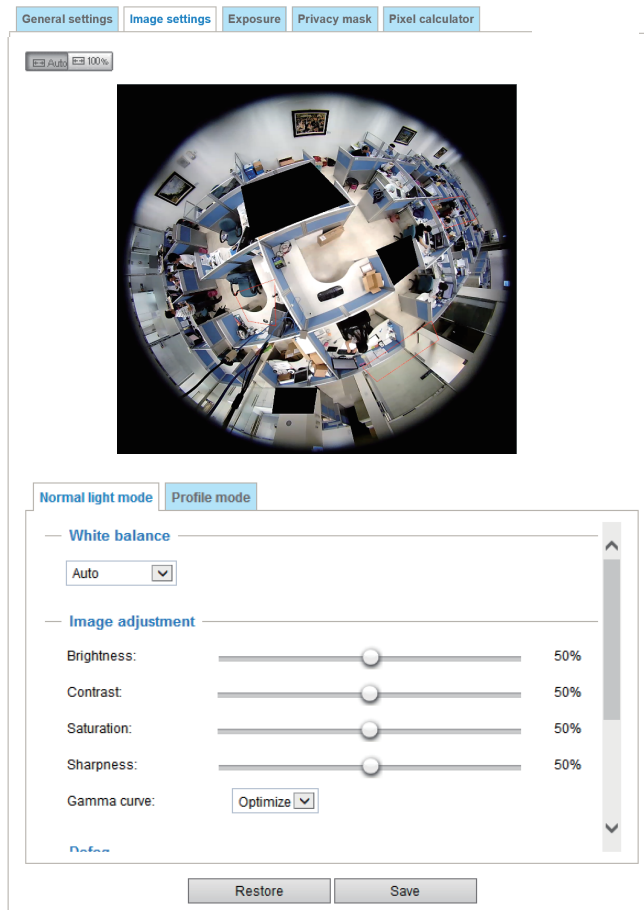 General settings Image settings Exposure Privacy mask Pixel calculator
Auto 100%
Normal light mode Profile mode
White balance
Auto
Image adjustment
Brightness: 50%
Contrast: 50%
Saturation: 50%
Sharpness: 50%
Gamma curve: Optimize
Defog
Restore Save